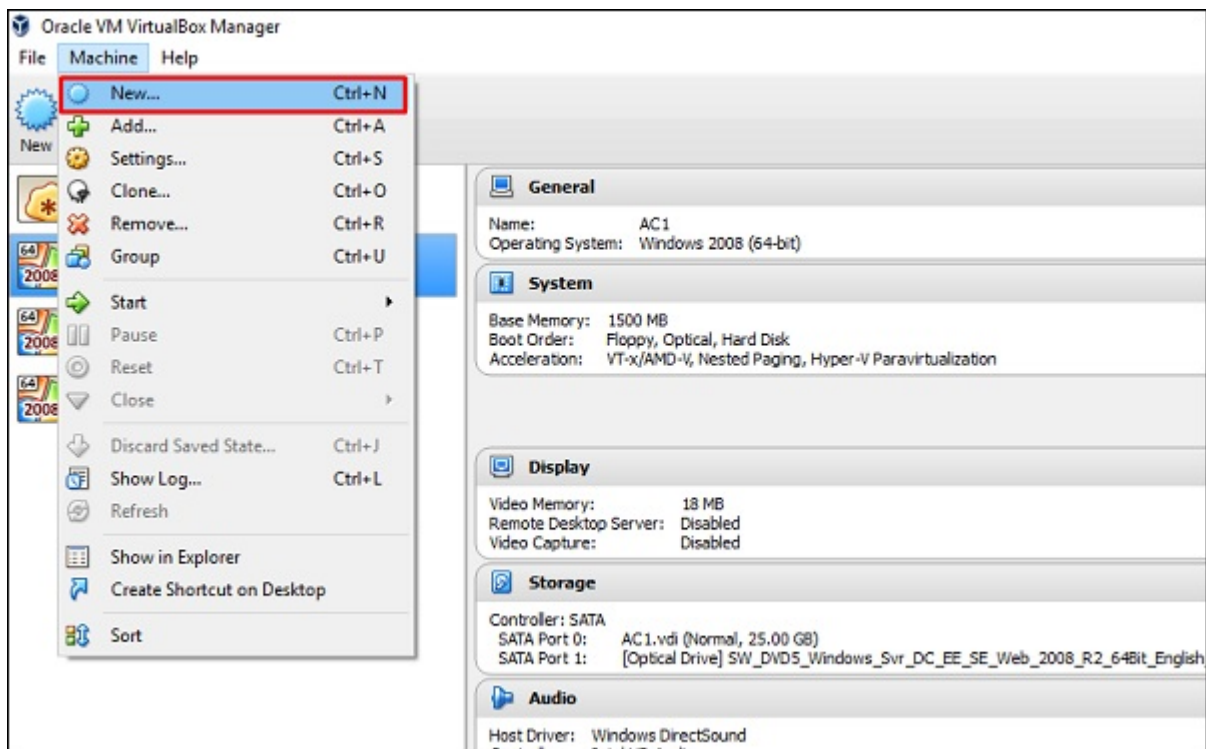 Oracle VM VirtualBox Manager
File Machine Help
New
New... Ctrl+N
Add... Ctrl+A
Settings... Ctrl+S
Clone... Ctrl+O
Remove... Ctrl+R
Group Ctrl+U
Start
Pause Ctrl+P
Reset Ctrl+T
Close
Discard Saved State... Ctrl+J
Show Log... Ctrl+L
Refresh
Show in Explorer
Create Shortcut on Desktop
Sort
64
2008
64
2008
64
2008
General
Name: AC1
Operating System: Windows 2008 (64-bit)
System
Base Memory: 1500 MB
Boot Order: Floppy, Optical, Hard Disk
Acceleration: VT-x/AMD-V, Nested Paging, Hyper-V Paravirtualization
Display
Video Memory: 18 MB
Remote Desktop Server: Disabled
Video Capture: Disabled
Storage
Controller: SATA
SATA Port 0: AC1.vdi (Normal, 25.00 GB)
SATA Port 1: [Optical Drive] SW_DVD5_Windows_Svr_DC_EE_SE_Web_2008_R2_64Bit_English_
Audio
Host Driver: Windows DirectSound